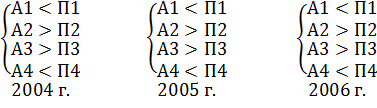 А1 < П1 А1 < П1 А1 < П1
А2 > П2 А2 > П2 А2 > П2
А3 > П3 А3 > П3 А3 > П3
А4 < П4 А4 < П4 А4 < П4
2004 г. 2005 г. 2006 г.